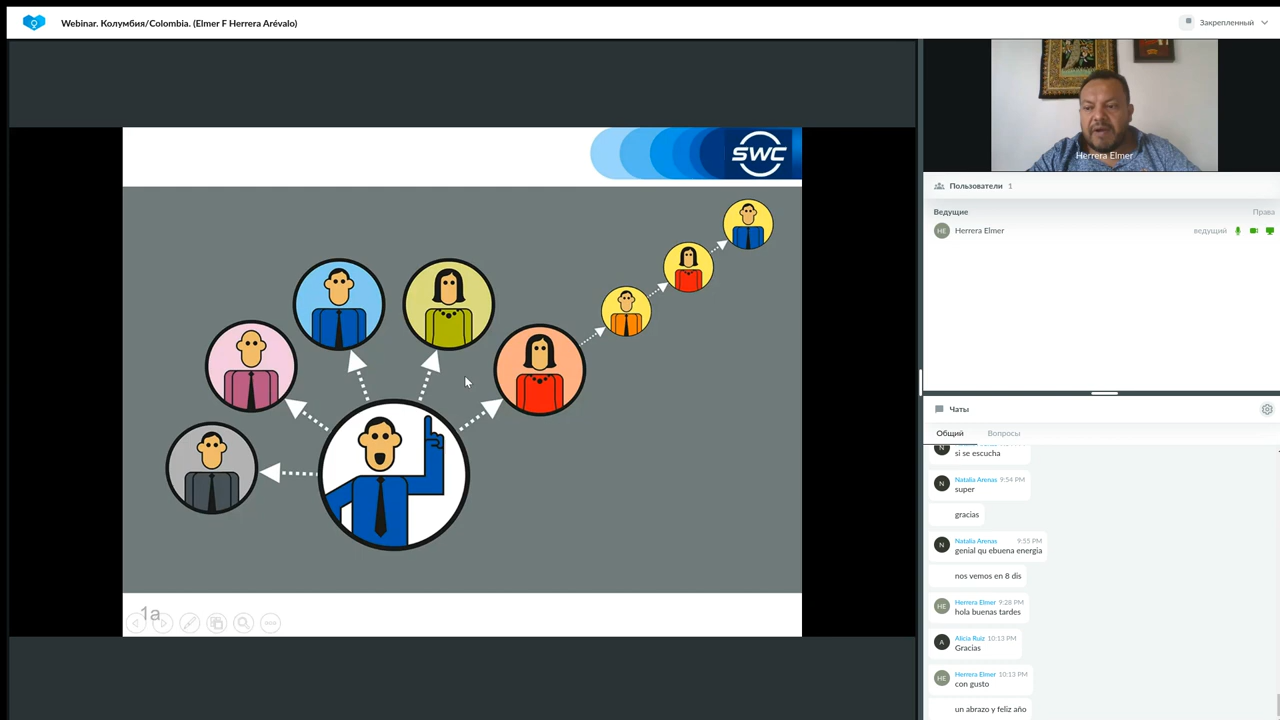 Webinar. Колумбия/Colombia. (Elmer F Herrera Arévalo)
Закрепленный
SWC
1a
Herrera Elmer
Пользователи 1
Ведущие
Права
HE
Herrera Elmer
ведущий
Чаты
Общий
Вопросы
N
si se escucha
N
Natalia Arenas 9:54 PM
super
gracias
N
Natalia Arenas 9:55 PM
genial qu ebuena energia
nos vemos en 8 dis
HE
Herrera Elmer 9:28 PM
hola buenas tardes
A
Alicia Ruiz 10:13 PM
Gracias
HE
Herrera Elmer 10:13 PM
con gusto
un abrazo y feliz año